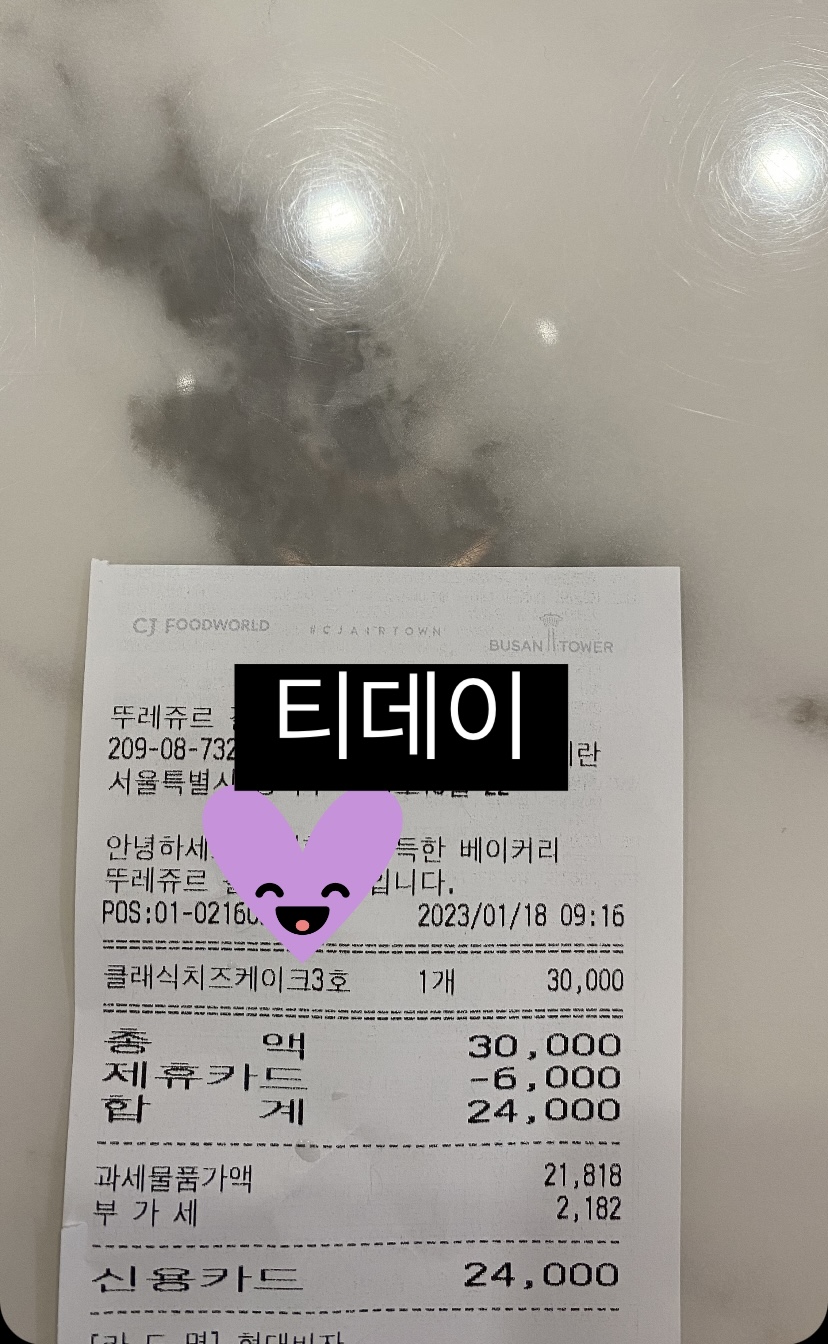 CJ FOODWORLD #CJAIRTOWN BUSAN TOWER
티데이
뚜레쥬르
209-08-732 란
서울특별시
안녕하세 득한 베이커리
뚜레쥬르 입니다.
POS:01-0216 2023/01/18 09:16
클래식치즈케이크3호 1개 30,000
총 액 30,000
제휴카드 -6,000
합 계 24,000
과세물품가액 21,818
부 가 세 2,182
신용카드 24,000
[카 드 명] 현대비자